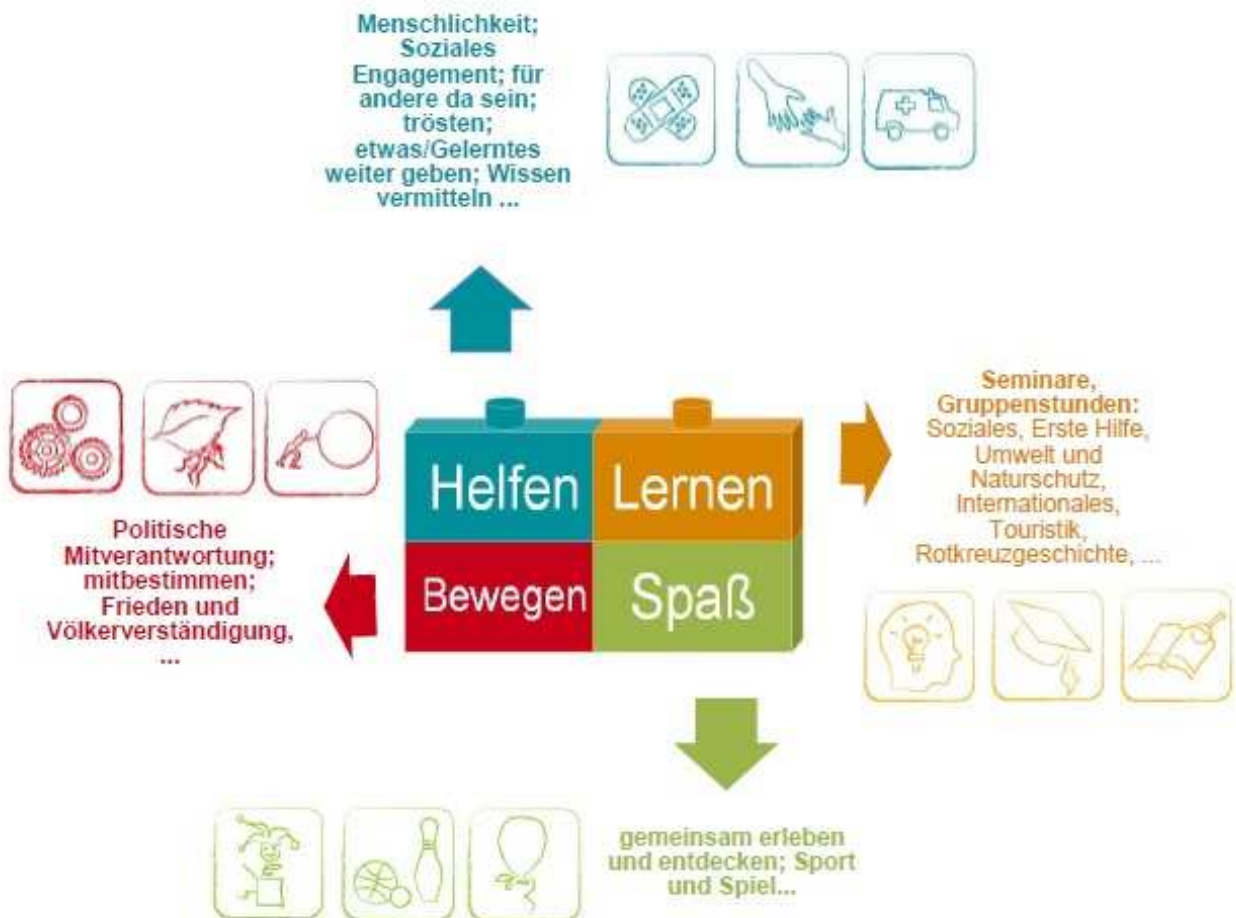 Menschlichkeit;
Soziales
Engagement; für
andere da sein;
trösten;
etwas/Gelerntes
weiter geben; Wissen
vermitteln ...
Helfen
Lernen
Bewegen
Spaß
Seminare,
Gruppenstunden:
Soziales, Erste Hilfe,
Umwelt und
Naturschutz,
Internationales,
Touristik,
Rotkreuzgeschichte, ...
Politische
Mitverantwortung;
mitbestimmen;
Frieden und
Völkerverständigung,
...
gemeinsam erleben
und entdecken; Sport
und Spiel...